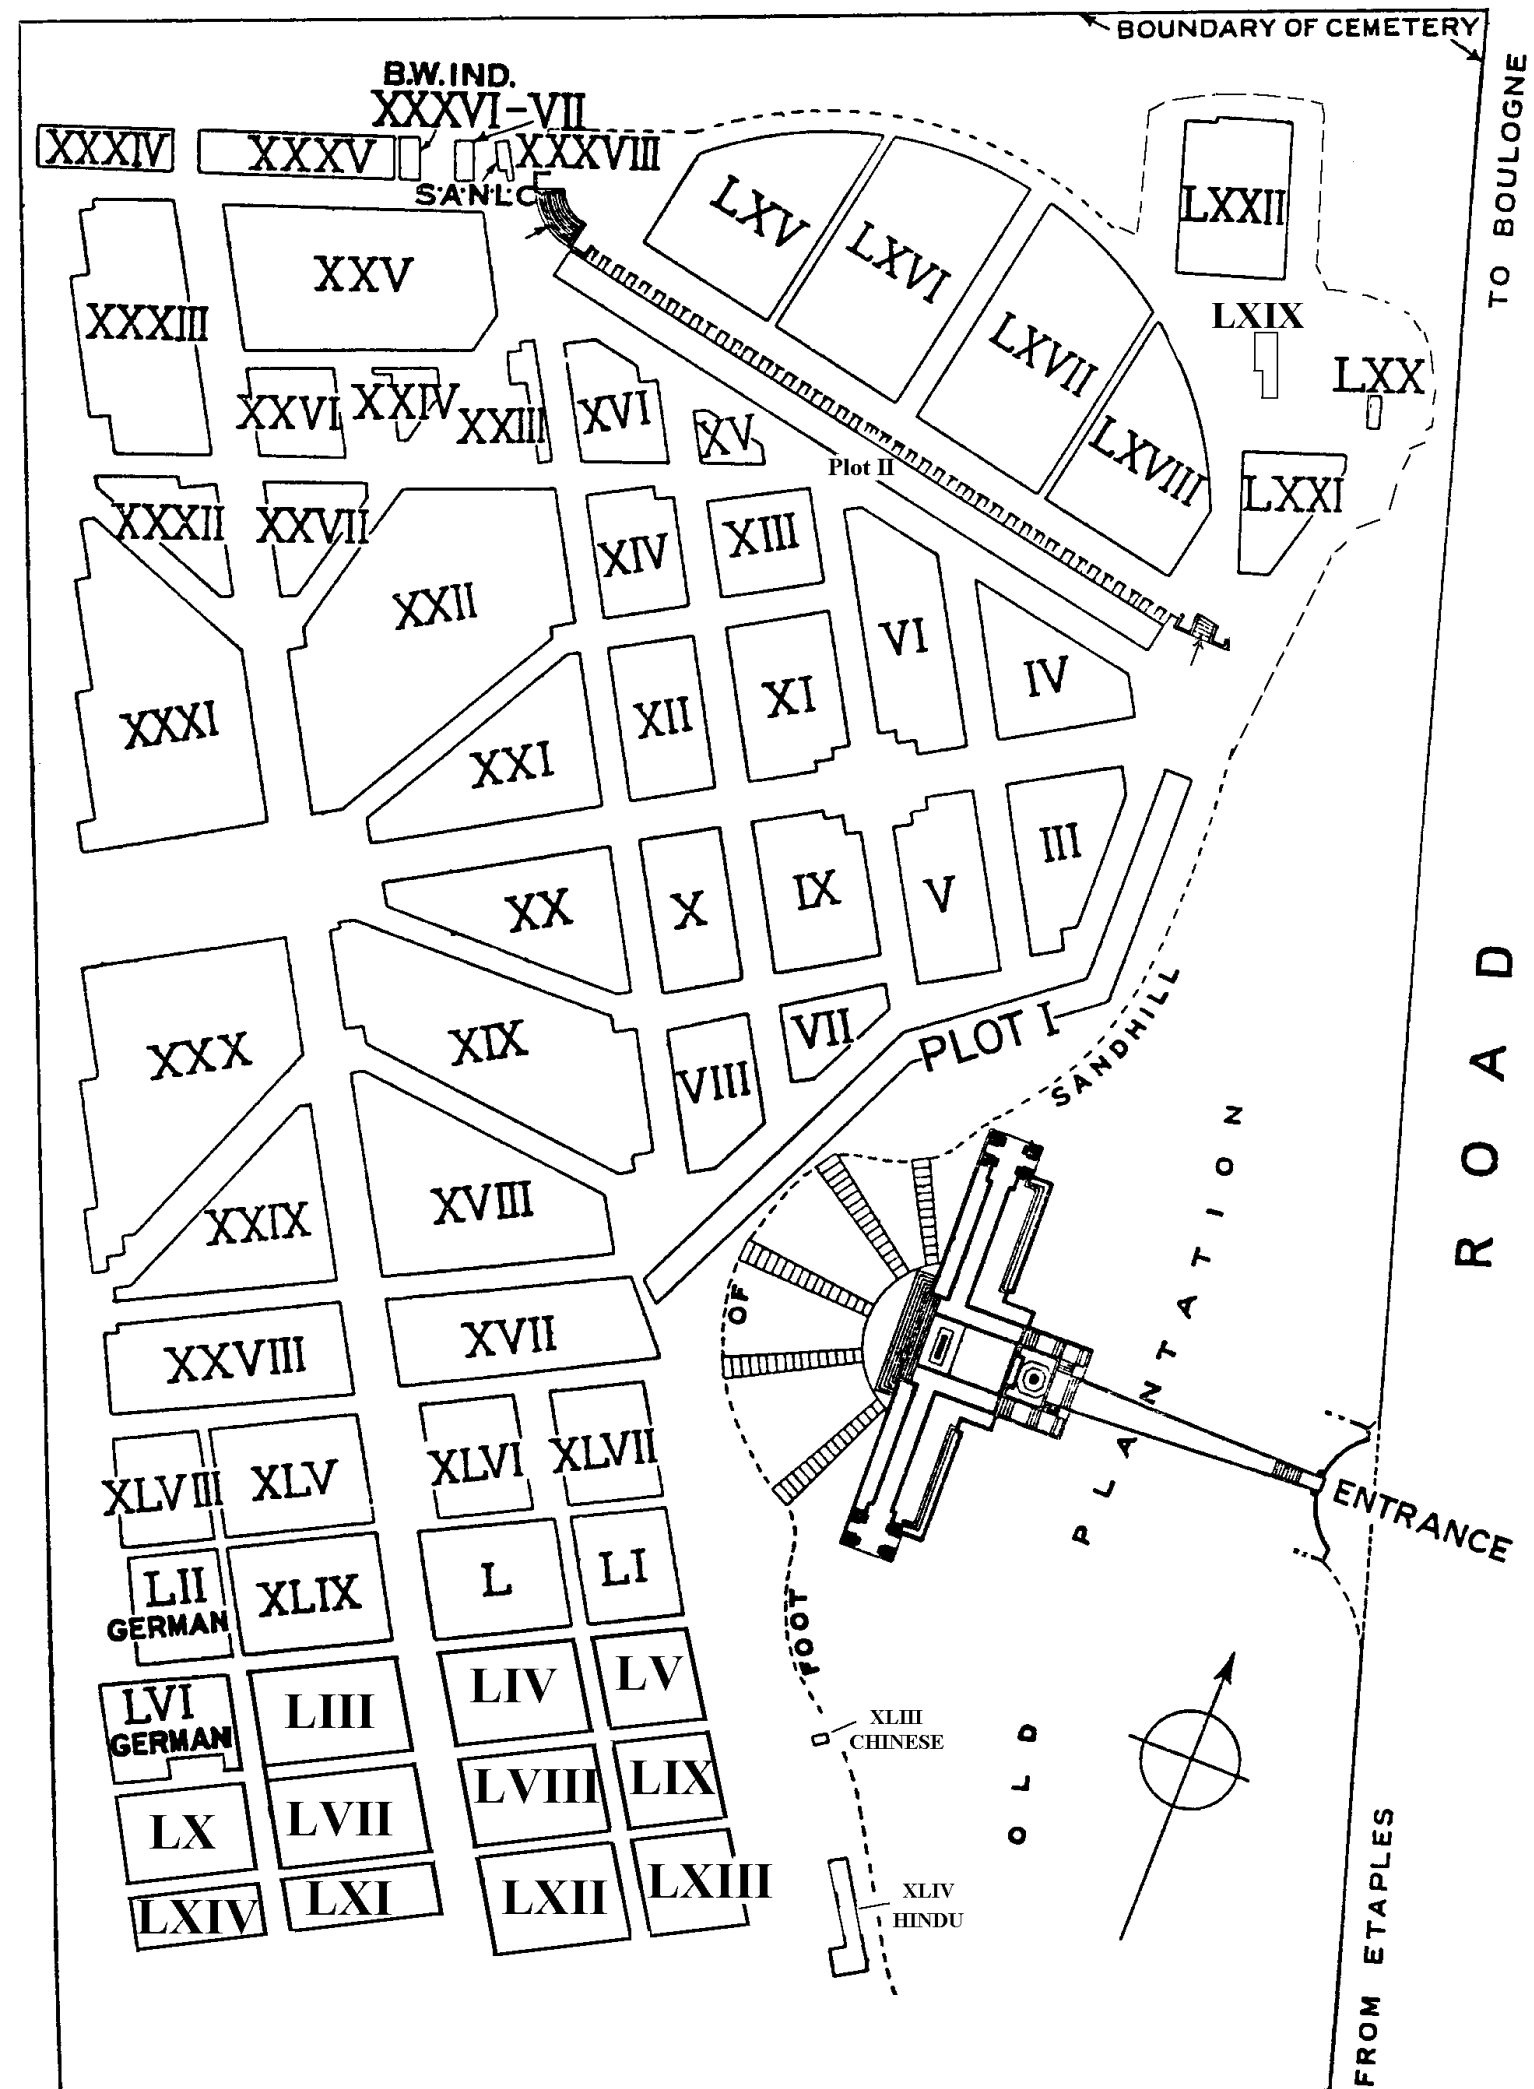 BOUNDARY OF CEMETERY
TO BOULOGNE
B.W.IND.
XXXVI-VII
XXXIV
XXXV
XXXVIII
S.A.N.L.C
LXV
LXVI
LXVII
LXVIII
LXXII
LXIX
LXX
LXXI
XXXIII
XXV
XXVI
XXIV
XXIII
XVI
XV
Plot II
XXXII
XXVII
XXII
XIV
XIII
VI
IV
XXXI
XXI
XII
XI
XX
X
IX
V
III
ROAD
XXX
XIX
VIII
VII
PLOT I
SANDHILL
OF
FOOT
XXIX
XVIII
XXVIII
XVII
OLD PLANTATION
XLVIII
XLV
XLVI
XLVII
ENTRANCE
LII
GERMAN
XLIX
L
LI
LVI
GERMAN
LIII
LIV
LV
XLIII
CHINESE
LX
LVII
LVIII
LIX
LXIV
LXI
LXII
LXIII
XLIV
HINDU
FROM ETAPLES